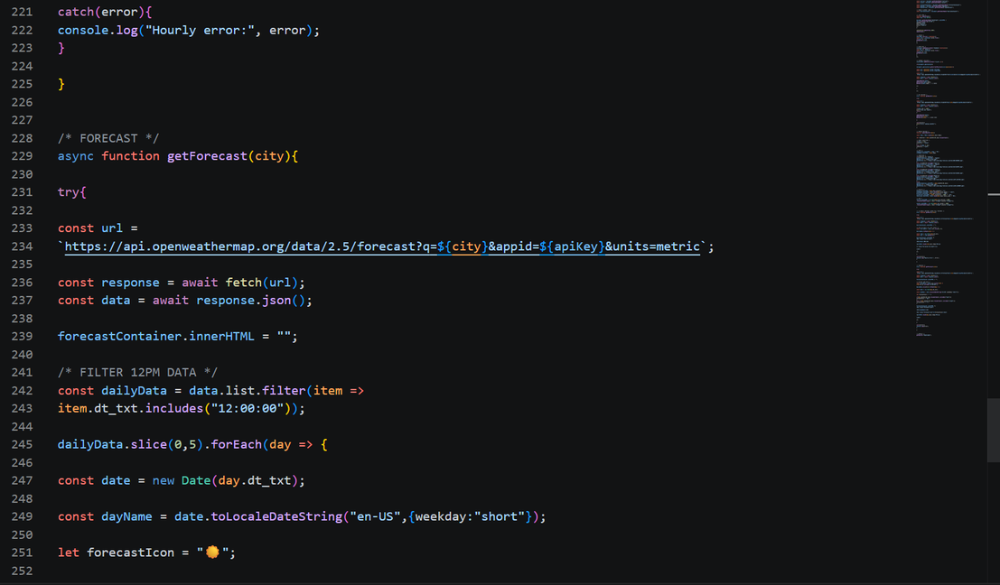 221 catch(error){
222 console.log("Hourly error:", error);
223 }
224
225 }
226
227
228 /* FORECAST */
229 async function getForecast(city){
230
231 try{
232
233 const url =
234 `https://api.openweathermap.org/data/2.5/forecast?q=${city}&appid=${apiKey}&units=metric`;
235
236 const response = await fetch(url);
237 const data = await response.json();
238
239 forecastContainer.innerHTML = "";
240
241 /* FILTER 12PM DATA */
242 const dailyData = data.list.filter(item =>
243 item.dt_txt.includes("12:00:00"));
244
245 dailyData.slice(0,5).forEach(day => {
246
247 const date = new Date(day.dt_txt);
248
249 const dayName = date.toLocaleDateString("en-US",{weekday:"short"});
250
251 let forecastIcon = "☀️";
252